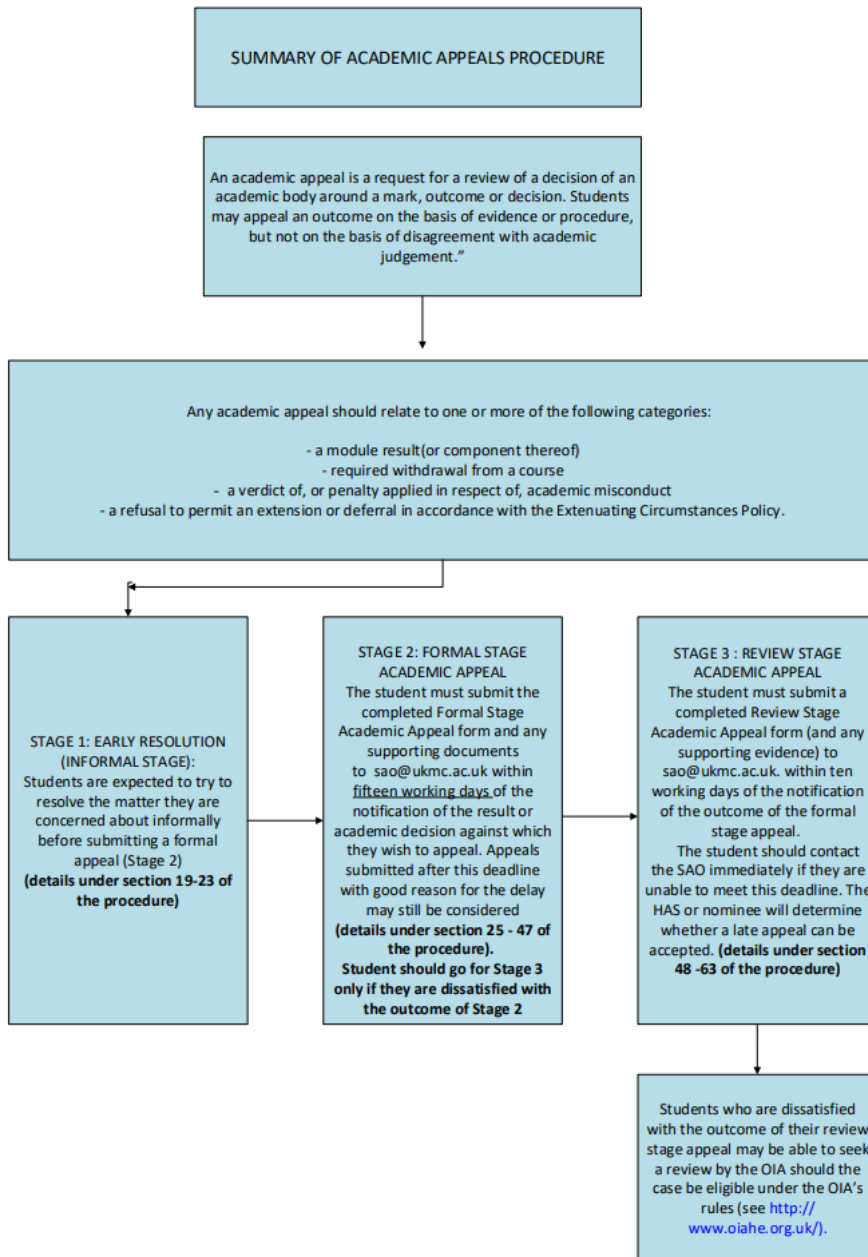 SUMMARY OF ACADEMIC APPEALS PROCEDURE
An academic appeal is a request for a review of a decision of an
academic body around a mark, outcome or decision. Students
may appeal an outcome on the basis of evidence or procedure,
but not on the basis of disagreement with academic
judgement.”
Any academic appeal should relate to one or more of the following categories:
- a module result(or component thereof)
- required withdrawal from a course
- a verdict of, or penalty applied in respect of, academic misconduct
- a refusal to permit an extension or deferral in accordance with the Extenuating Circumstances Policy.
STAGE 1: EARLY RESOLUTION
(INFORMAL STAGE):
Students are expected to try to
resolve the matter they are
concerned about informally
before submitting a formal
appeal (Stage 2)
(details under section 19-23 of
the procedure)
STAGE 2: FORMAL STAGE
ACADEMIC APPEAL
The student must submit the
completed Formal Stage
Academic Appeal form and any
supporting documents
to sao@ukmc.ac.uk within
fifteen working days of the
notification of the result or
academic decision against which
they wish to appeal. Appeals
submitted after this deadline
with good reason for the delay
may still be considered
(details under section 25 - 47 of
the procedure).
Student should go for Stage 3
only if they are dissatisfied with
the outcome of Stage 2
STAGE 3 : REVIEW STAGE
ACADEMIC APPEAL
The student must submit a
completed Review Stage
Academic Appeal form (and any
supporting evidence) to
sao@ukmc.ac.uk. within ten
working days of the notification
of the outcome of the formal
stage appeal.
The student should contact
the SAO immediately if they are
unable to meet this deadline. The
HAS or nominee will determine
whether a late appeal can be
accepted. (details under section
48 -63 of the procedure)
Students who are dissatisfied
with the outcome of their review
stage appeal may be able to seek
a review by the OIA should the
case be eligible under the OIA’s
rules (see http://
www.oiahe.org.uk/).